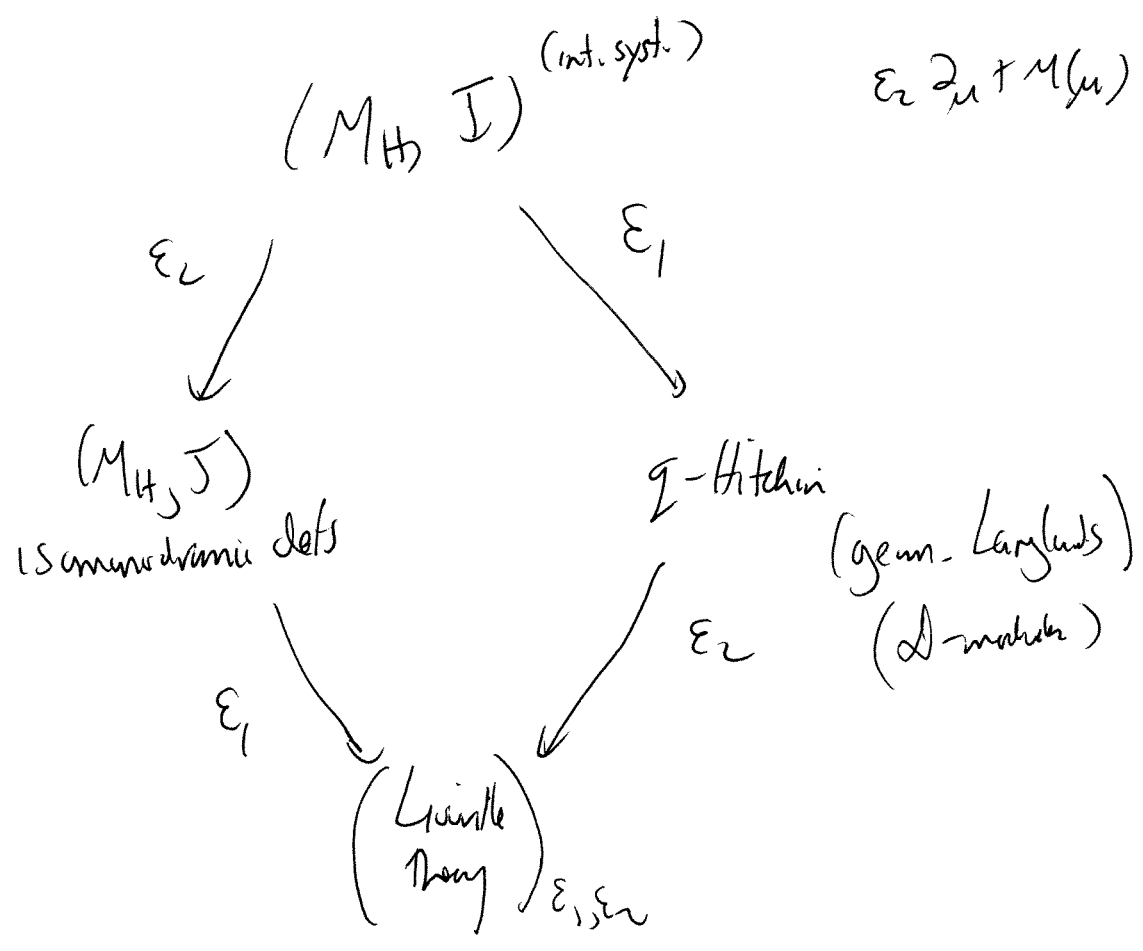 (int. syst.)
ε₂ ∂μ + M(μ)
(M_H, I)
ε₂
ε₁
(M_H, J)
isomonodromic defs
q-Hitchin
(geom. Langlands)
(D-modules)
ε₁
ε₂
(Liouville
Theory)ε₁,ε₂